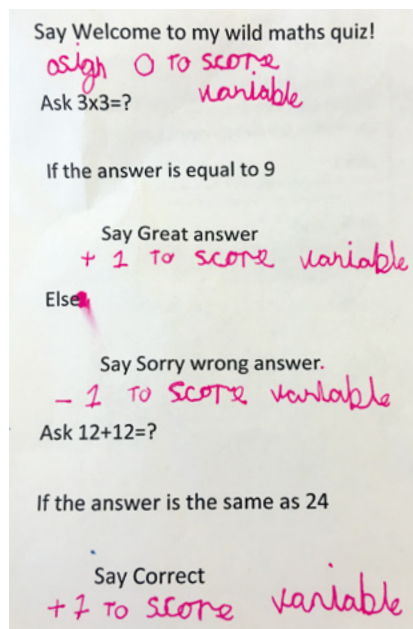 Say Welcome to my wild maths quiz!
asigh 0 to score
variable
Ask 3x3=?
If the answer is equal to 9
Say Great answer
+ 1 to score variable
Else
Say Sorry wrong answer.
- 1 to score variable
Ask 12+12=?
If the answer is the same as 24
Say Correct
+1 to score variable